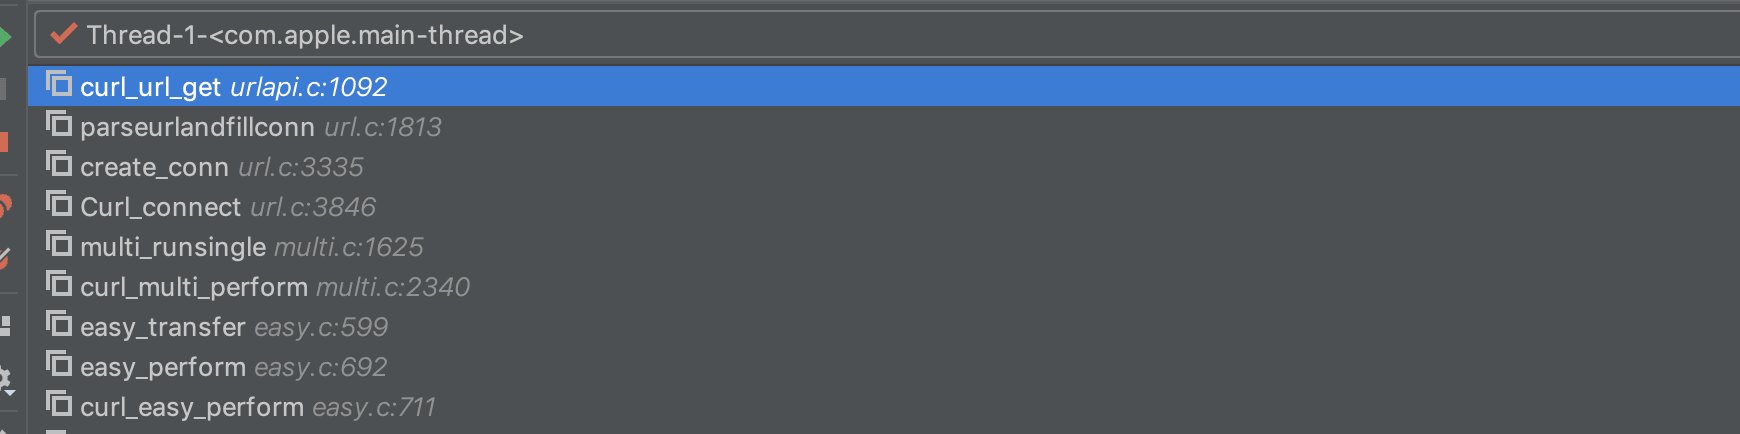 Thread-1-<com.apple.main-thread>
curl_url_get urlapi.c:1092
parseurlandfillconn url.c:1813
create_conn url.c:3335
Curl_connect url.c:3846
multi_runsingle multi.c:1625
curl_multi_perform multi.c:2340
easy_transfer easy.c:599
easy_perform easy.c:692
curl_easy_perform easy.c:711